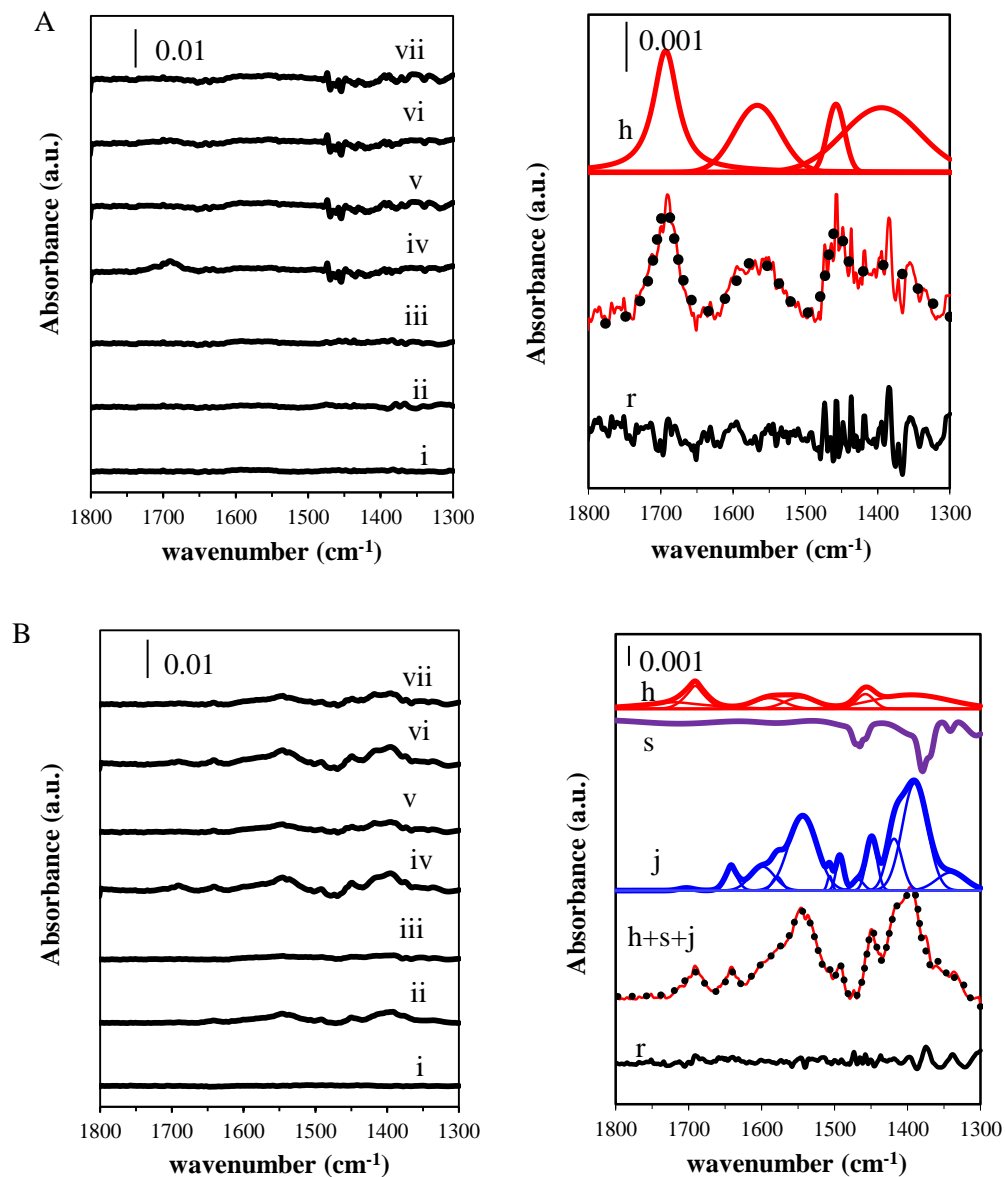 A
0.01
vii
vi
v
iv
iii
ii
i
Absorbance (a.u.)
1800 1700 1600 1500 1400 1300
wavenumber (cm-1)
0.001
h
r
Absorbance (a.u.)
1800 1700 1600 1500 1400 1300
wavenumber (cm-1)
B
0.01
vii
vi
v
iv
iii
ii
i
Absorbance (a.u.)
1800 1700 1600 1500 1400 1300
wavenumber (cm-1)
0.001
h
s
j
h+s+j
r
Absorbance (a.u.)
1800 1700 1600 1500 1400 1300
wavenumber (cm-1)